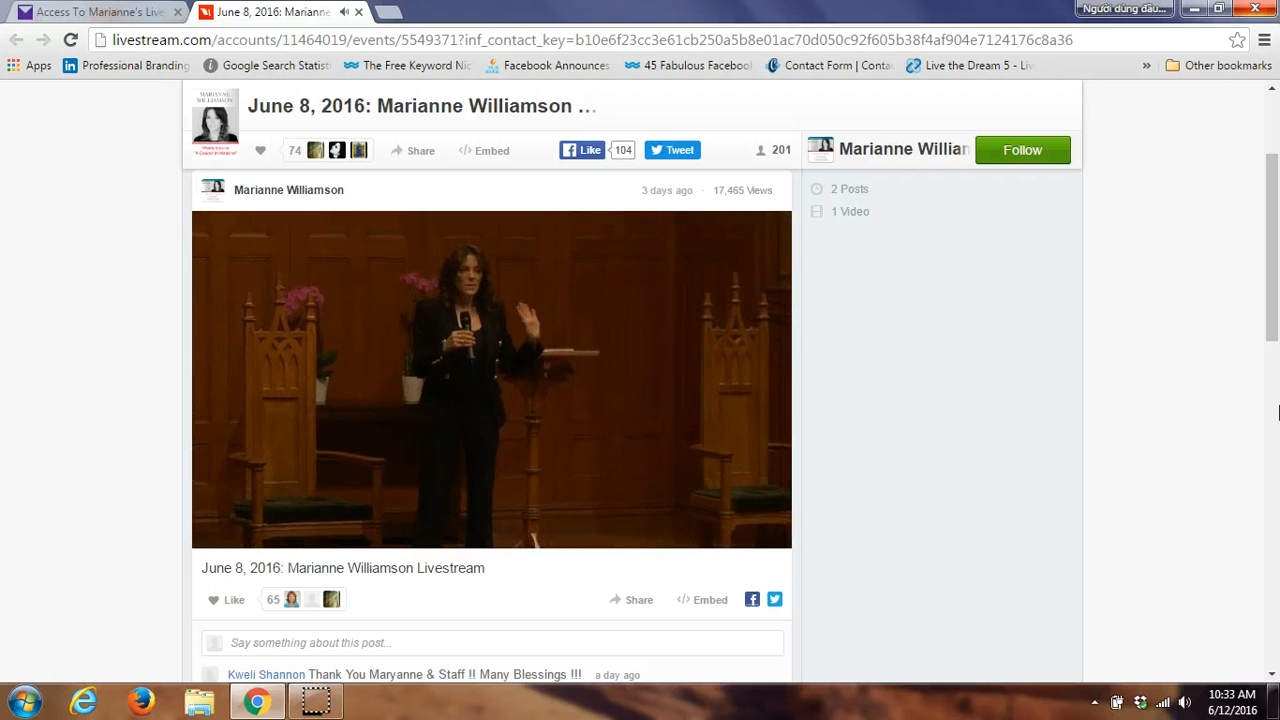 Access To Marianne's Live
June 8, 2016: Marianne
Người dùng đầu...
livestream.com/accounts/11464019/events/5549371?inf_contact_key=b10e6f23cc3e61cb250a5b8e01ac70d050c92f605b38f4af904e7124176c8a36
Apps Professional Branding Google Search Statist The Free Keyword Nic Facebook Announces 45 Fabulous Facebook Contact Form | Contac Live the Dream 5 - Liv » Other bookmarks
MARIANNE
WILLIAMSON
June 8, 2016: Marianne Williamson ...
74 Share Embed Like 104 Tweet 201
Marianne Willian Follow
2 Posts
1 Video
Marianne Williamson 3 days ago · 17,465 Views
June 8, 2016: Marianne Williamson Livestream
Like 65 Share Embed
Say something about this post...
Kweli Shannon Thank You Maryanne & Staff !! Many Blessings !!! a day ago
10:33 AM
6/12/2016